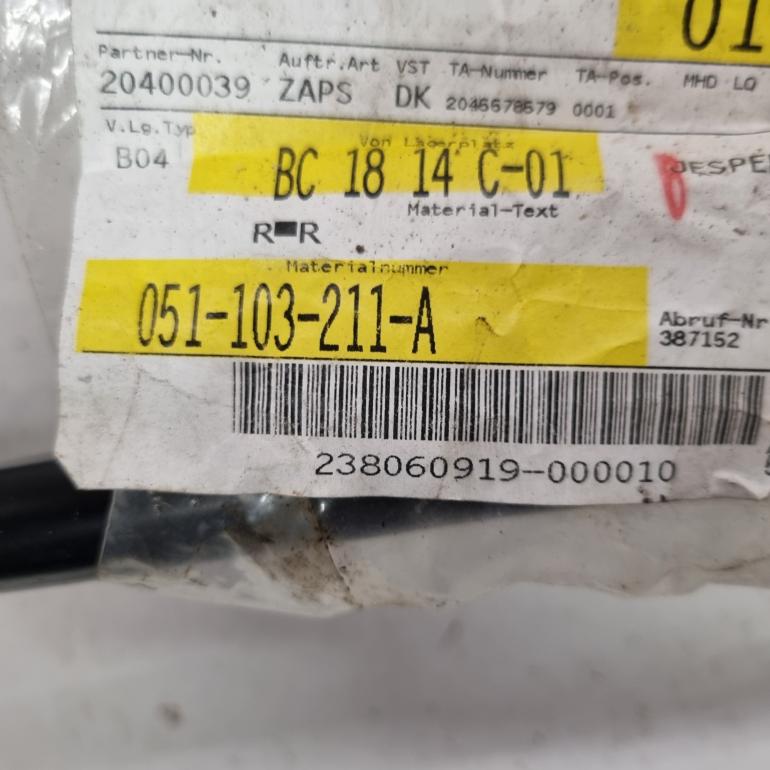 01
Partner-Nr. Auftr.Art VST TA-Nummer TA-Pos. MHD LQ
20400039 ZAPS DK 2046678679 0001
V.Lg.Typ Von Lagerplatz
B04 BC 18 14 C-01 JESPE
Material-Text
R R
Materialnummer
051-103-211-A
Abruf-Nr
387152
238060919-000010